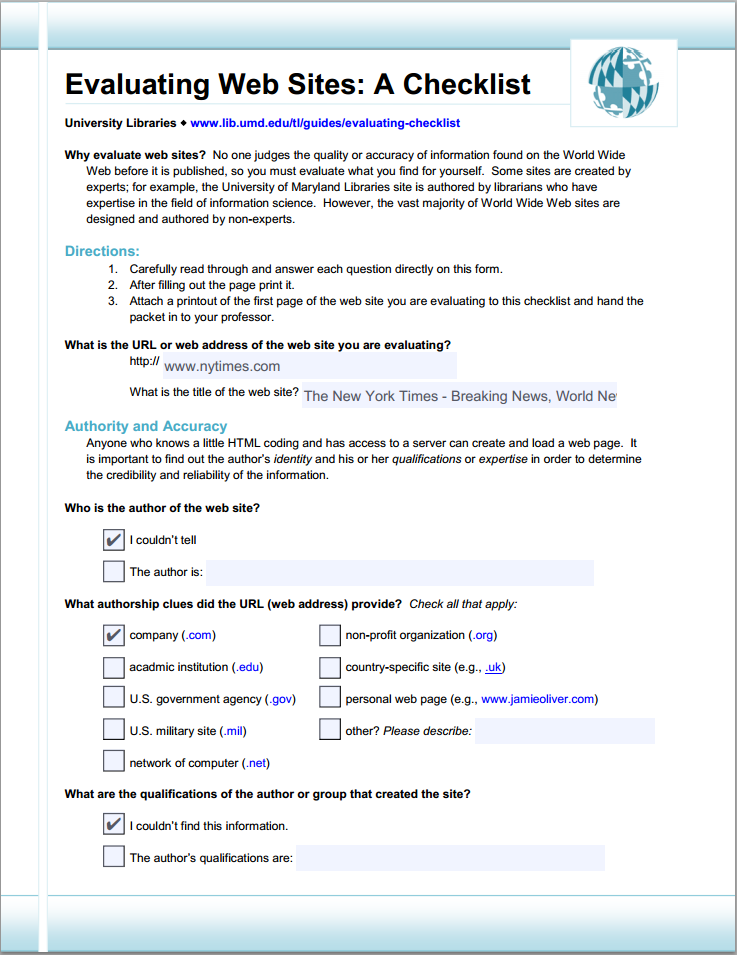 Evaluating Web Sites: A Checklist
University Libraries ♦ www.lib.umd.edu/tl/guides/evaluating-checklist
Why evaluate web sites?  No one judges the quality or accuracy of information found on the World Wide
Web before it is published, so you must evaluate what you find for yourself.  Some sites are created by
experts; for example, the University of Maryland Libraries site is authored by librarians who have
expertise in the field of information science.  However, the vast majority of World Wide Web sites are
designed and authored by non-experts.
Directions:
1. Carefully read through and answer each question directly on this form.
2. After filling out the page print it.
3. Attach a printout of the first page of the web site you are evaluating to this checklist and hand the
packet in to your professor.
What is the URL or web address of the web site you are evaluating?
http:// www.nytimes.com
What is the title of the web site? The New York Times - Breaking News, World Ne
Authority and Accuracy
Anyone who knows a little HTML coding and has access to a server can create and load a web page.  It
is important to find out the author's identity and his or her qualifications or expertise in order to determine
the credibility and reliability of the information.
Who is the author of the web site?
✔ I couldn't tell
The author is:
What authorship clues did the URL (web address) provide?  Check all that apply:
✔ company (.com) non-profit organization (.org)
acadmic institution (.edu) country-specific site (e.g., .uk)
U.S. government agency (.gov) personal web page (e.g., www.jamieoliver.com)
U.S. military site (.mil) other? Please describe:
network of computer (.net)
What are the qualifications of the author or group that created the site?
✔ I couldn't find this information.
The author's qualifications are: